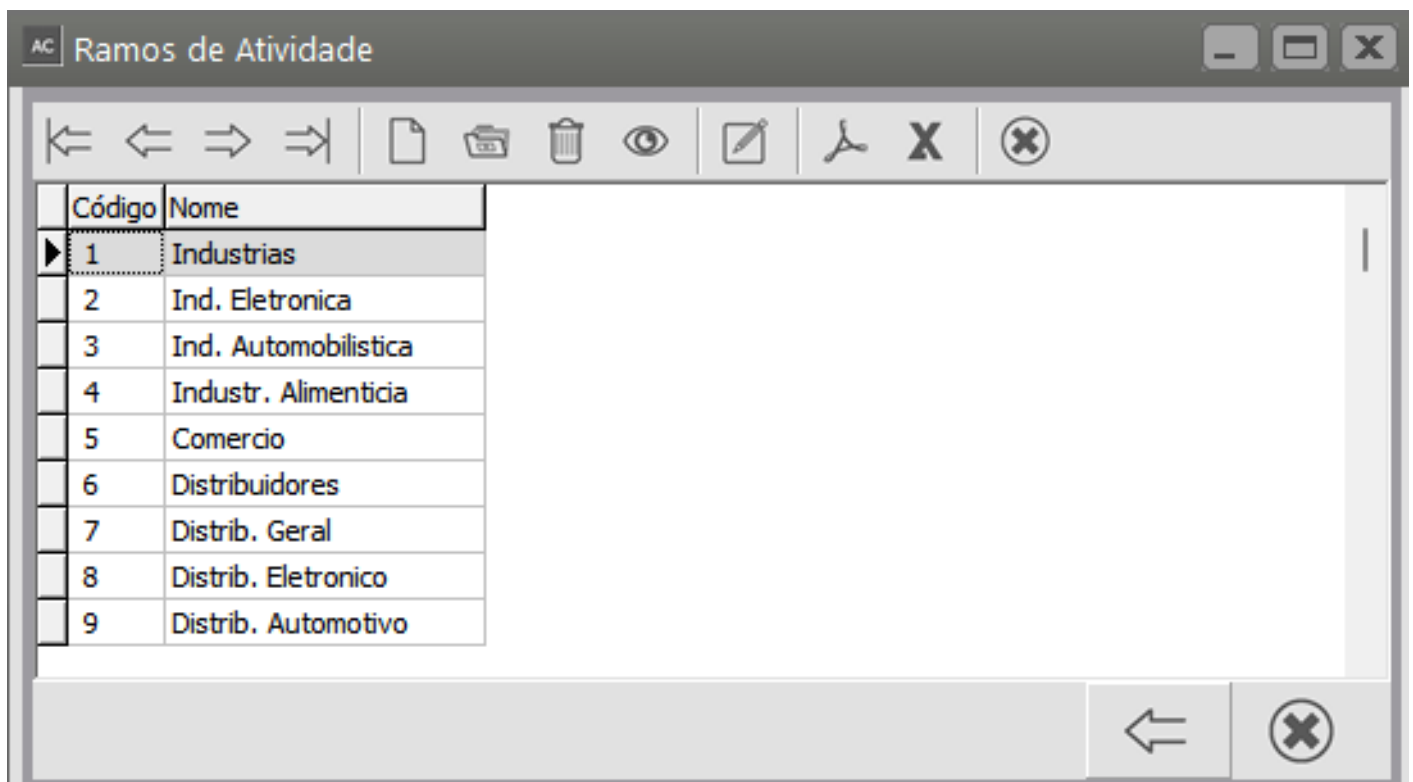 AC Ramos de Atividade
Código Nome
1 Industrias
2 Ind. Eletronica
3 Ind. Automobilistica
4 Industr. Alimenticia
5 Comercio
6 Distribuidores
7 Distrib. Geral
8 Distrib. Eletronico
9 Distrib. Automotivo